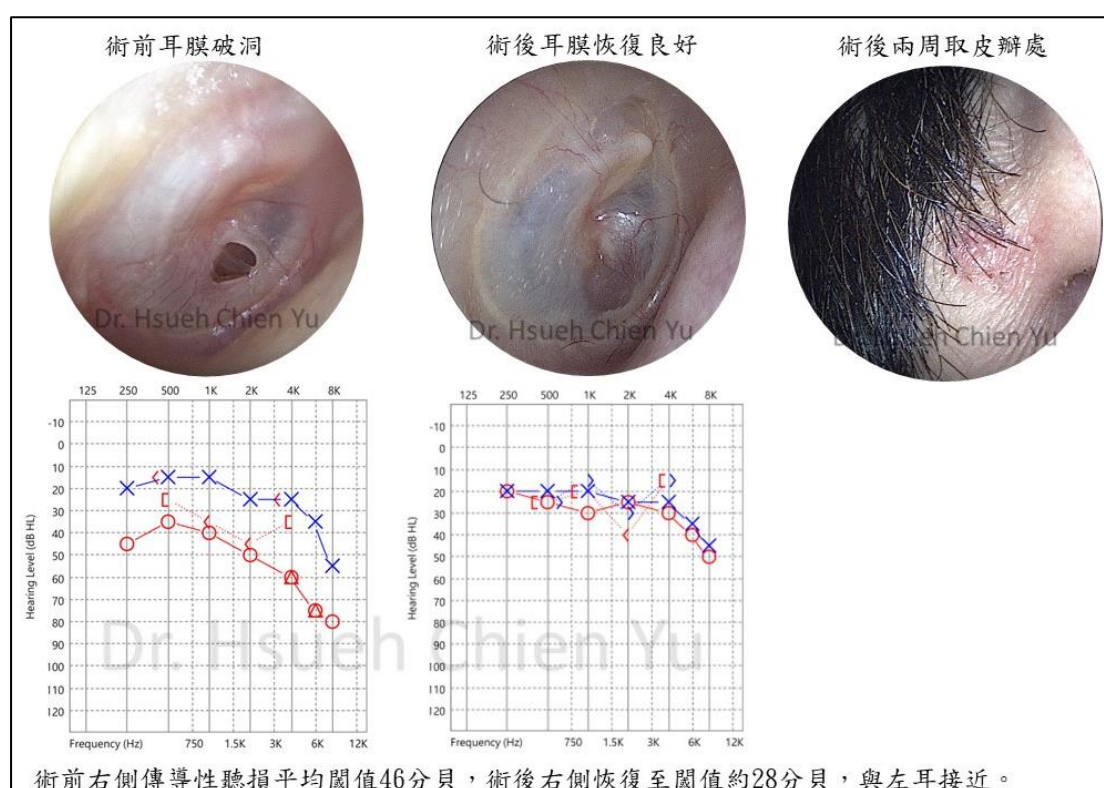 術前耳膜破洞
術後耳膜恢復良好
術後兩周取皮瓣處
Dr. Hsueh Chien Yu
Dr. Hsueh Chien Yu
Dr. Hsueh Chien Yu
125 250 500 1K 2K 4K 8K
-10
0
10
20
30
40
50
60
70
80
90
100
110
120
Hearing Level (dB HL)
Frequency (Hz) 750 1.5K 3K 6K 12K
125 250 500 1K 2K 4K 8K
-10
0
10
20
30
40
50
60
70
80
90
100
110
120
Hearing Level (dB HL)
Frequency (Hz) 750 1.5K 3K 6K 12K
Dr. Hsueh Chien Yu
術前右側傳導性聽損平均閾值46分貝，術後右側恢復至閾值約28分貝，與左耳接近。